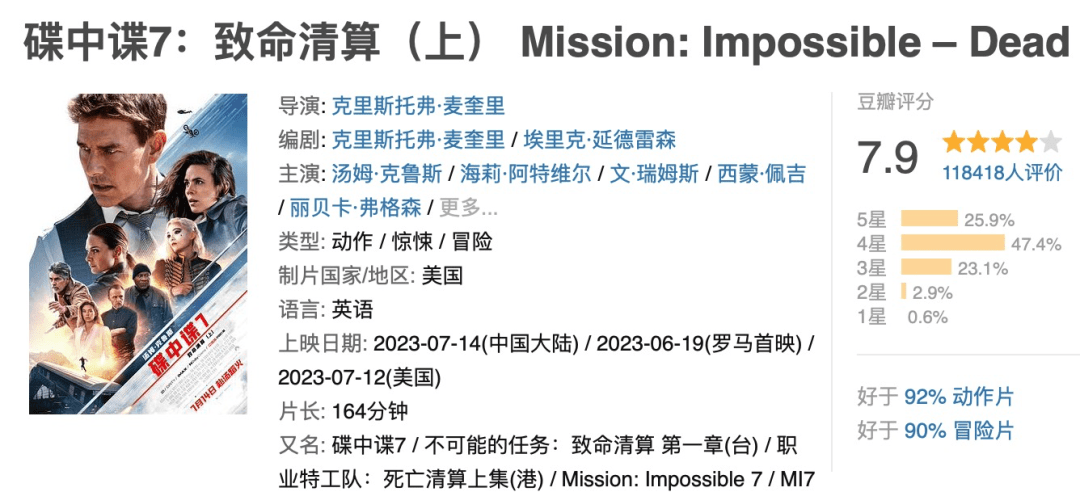 碟中谍7：致命清算（上） Mission: Impossible – Dead
导演: 克里斯托弗·麦奎里
编剧: 克里斯托弗·麦奎里 / 埃里克·延德雷森
主演: 汤姆·克鲁斯 / 海莉·阿特维尔 / 文·瑞姆斯 / 西蒙·佩吉
/ 丽贝卡·弗格森 / 更多...
类型: 动作 / 惊悚 / 冒险
制片国家/地区: 美国
语言: 英语
上映日期: 2023-07-14(中国大陆) / 2023-06-19(罗马首映) /
2023-07-12(美国)
片长: 164分钟
又名: 碟中谍7 / 不可能的任务：致命清算 第一章(台) / 职
业特工队：死亡清算上集(港) / Mission: Impossible 7 / MI7
豆瓣评分
7.9
118418人评价
5星 25.9%
4星 47.4%
3星 23.1%
2星 2.9%
1星 0.6%
好于 92% 动作片
好于 90% 冒险片
汤姆·克鲁斯
碟中谍7
致命清算（上）
7月14日